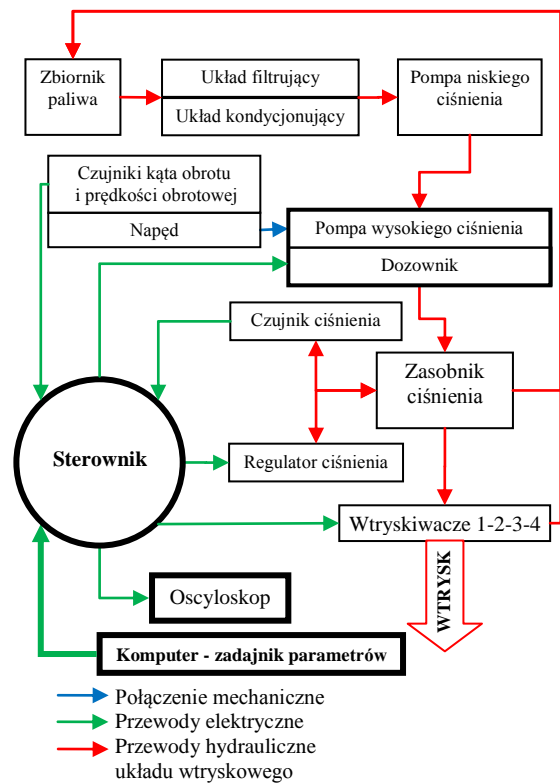 Zbiornik
paliwa
Układ filtrujący
Układ kondycjonujący
Pompa niskiego
ciśnienia
Czujniki kąta obrotu
i prędkości obrotowej
Napęd
Pompa wysokiego ciśnienia
Dozownik
Czujnik ciśnienia
Zasobnik
ciśnienia
Sterownik
Regulator ciśnienia
Wtryskiwacze 1-2-3-4
WTRYSK
Oscyloskop
Komputer - zadajnik parametrów
Połączenie mechaniczne
Przewody elektryczne
Przewody hydrauliczne
układu wtryskowego